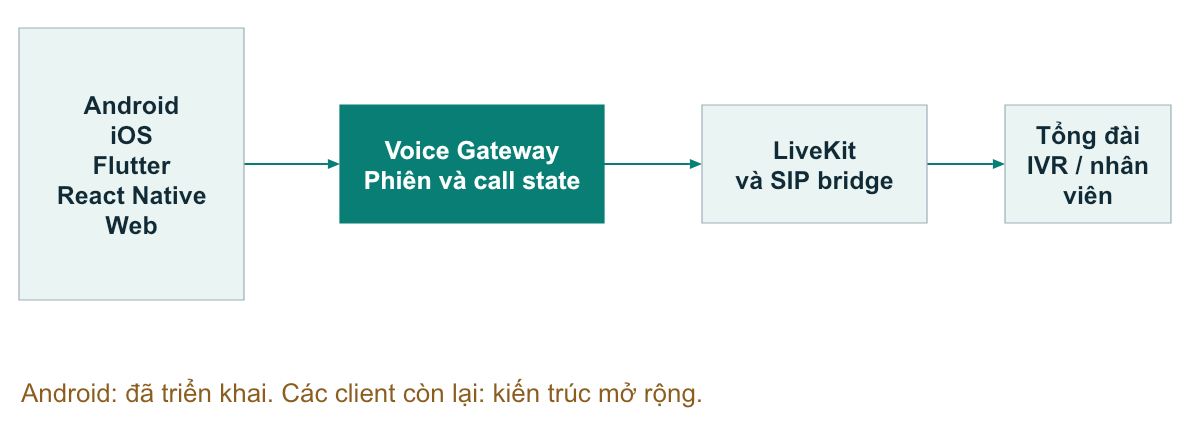 Android
iOS
Flutter
React Native
Web
Voice Gateway
Phiên và call state
LiveKit
và SIP bridge
Tổng đài
IVR / nhân
viên
Android: đã triển khai. Các client còn lại: kiến trúc mở rộng.